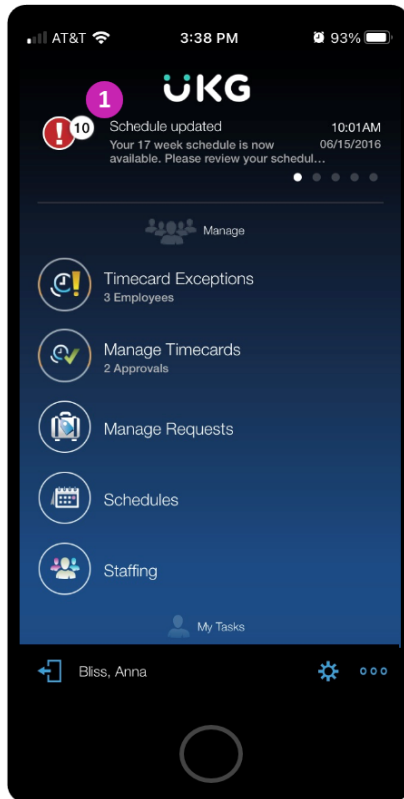 AT&T 3:38 PM 93%
UKG
1
10 Schedule updated 10:01AM
Your 17 week schedule is now 06/15/2016
available. Please review your schedul...
Manage
Timecard Exceptions
3 Employees
Manage Timecards
2 Approvals
Manage Requests
Schedules
Staffing
My Tasks
Bliss, Anna